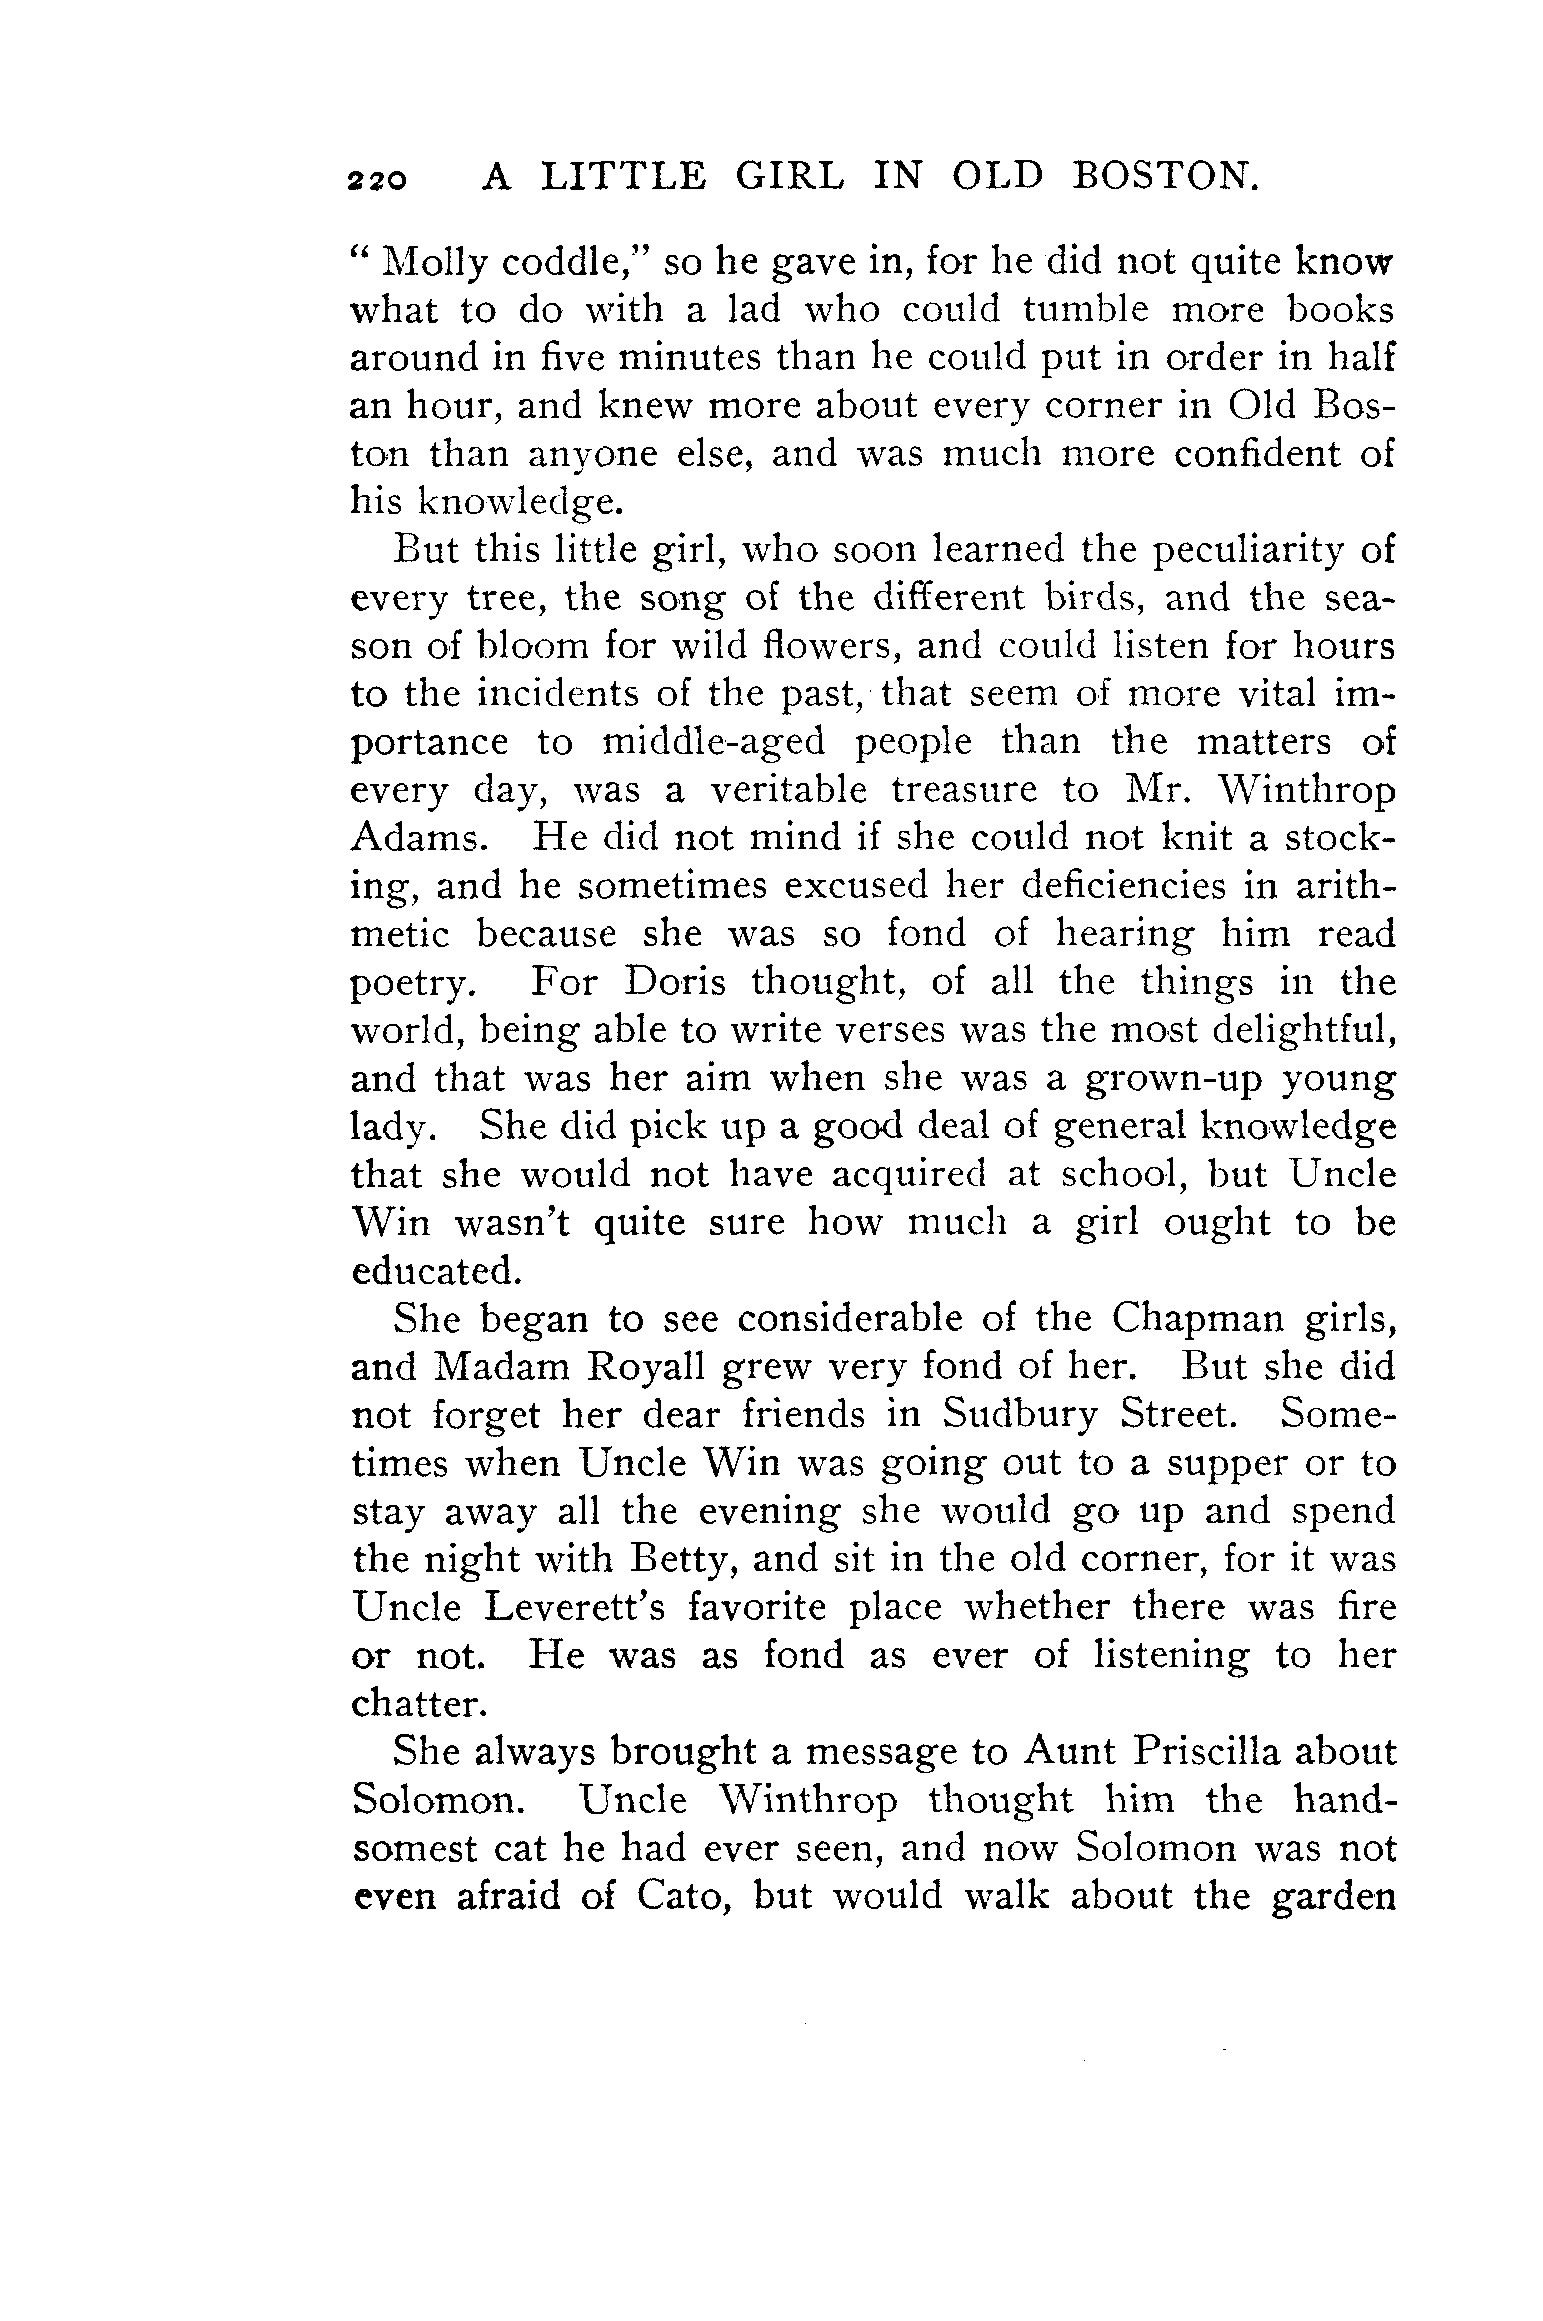 220 A LITTLE GIRL IN OLD BOSTON.
“ Molly coddle,” so he gave in, for he did not quite know
what to do with a lad who could tumble more books
around in five minutes than he could put in order in half
an hour, and knew more about every corner in Old Bos-
ton than anyone else, and was much more confident of
his knowledge.
But this little girl, who soon learned the peculiarity of
every tree, the song of the different birds, and the sea-
son of bloom for wild flowers, and could listen for hours
to the incidents of the past, that seem of more vital im-
portance to middle-aged people than the matters of
every day, was a veritable treasure to Mr. Winthrop
Adams. He did not mind if she could not knit a stock-
ing, and he sometimes excused her deficiencies in arith-
metic because she was so fond of hearing him read
poetry. For Doris thought, of all the things in the
world, being able to write verses was the most delightful,
and that was her aim when she was a grown-up young
lady. She did pick up a good deal of general knowledge
that she would not have acquired at school, but Uncle
Win wasn’t quite sure how much a girl ought to be
educated.
She began to see considerable of the Chapman girls,
and Madam Royall grew very fond of her. But she did
not forget her dear friends in Sudbury Street. Some-
times when Uncle Win was going out to a supper or to
stay away all the evening she would go up and spend
the night with Betty, and sit in the old corner, for it was
Uncle Leverett’s favorite place whether there was fire
or not. He was as fond as ever of listening to her
chatter.
She always brought a message to Aunt Priscilla about
Solomon. Uncle Winthrop thought him the hand-
somest cat he had ever seen, and now Solomon was not
even afraid of Cato, but would walk about the garden